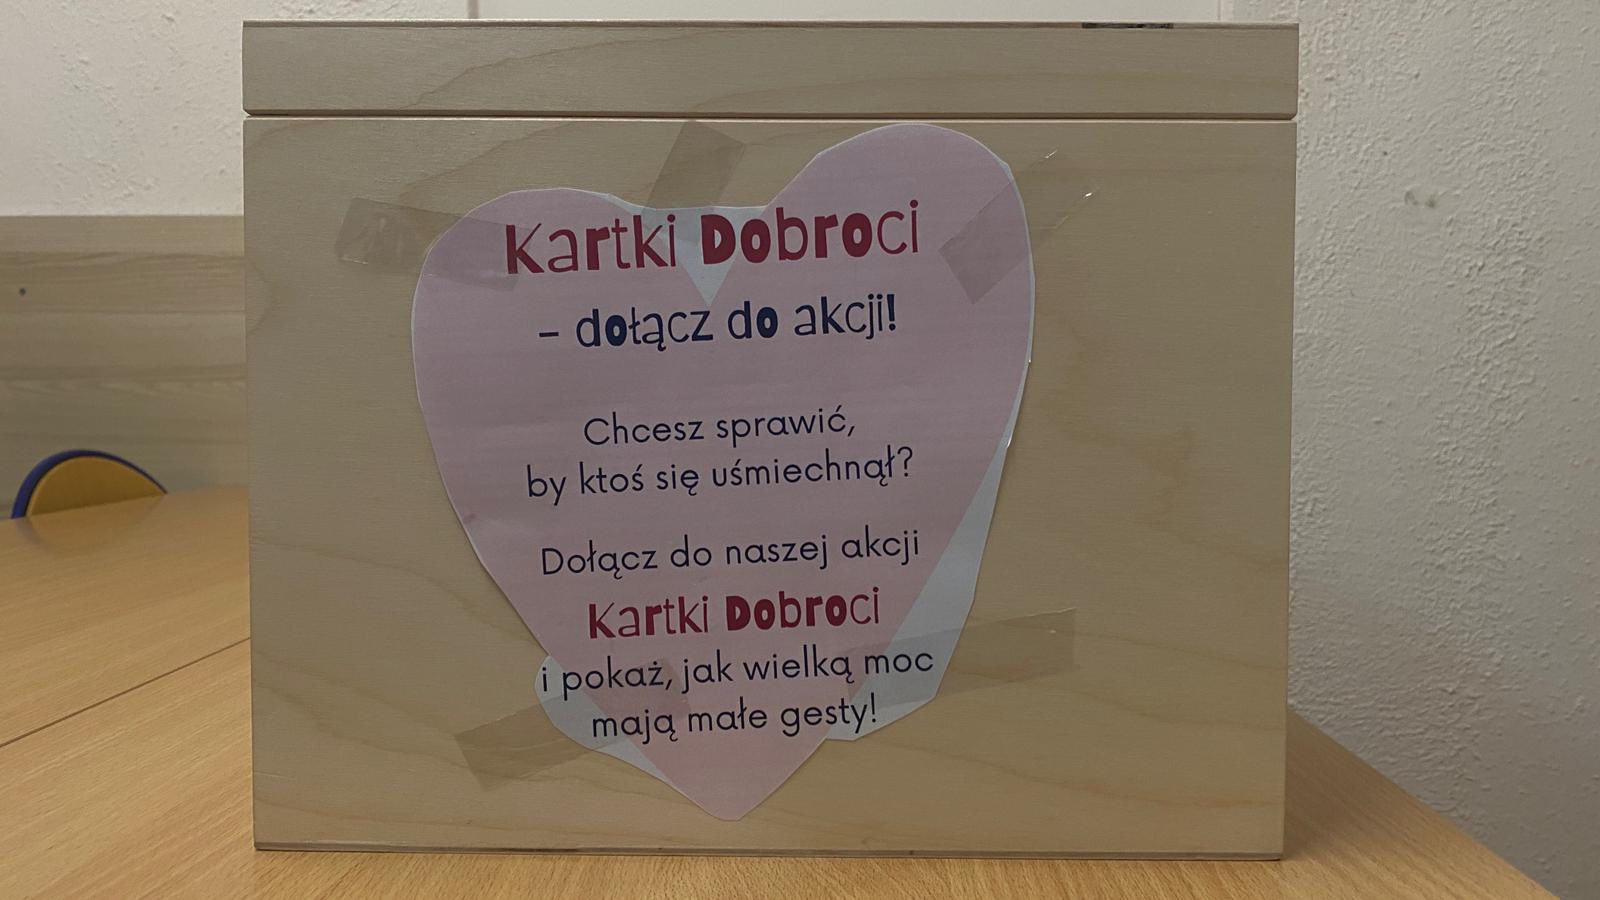 Kartki Dobroci
– dołącz do akcji!
Chcesz sprawić,
by ktoś się uśmiechnął?
Dołącz do naszej akcji
Kartki Dobroci
i pokaż, jak wielką moc
mają małe gesty!